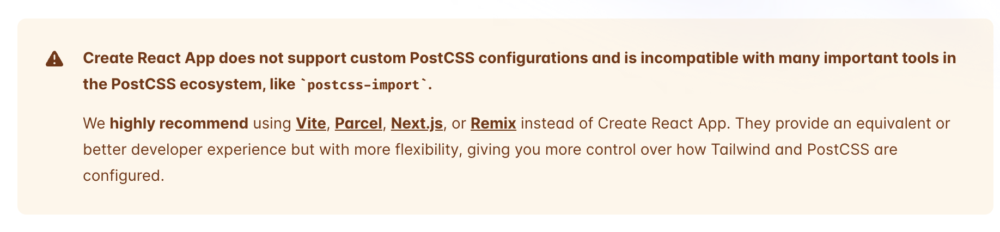 Create React App does not support custom PostCSS configurations and is incompatible with many important tools in
the PostCSS ecosystem, like `postcss-import`.
We highly recommend using Vite, Parcel, Next.js, or Remix instead of Create React App. They provide an equivalent or
better developer experience but with more flexibility, giving you more control over how Tailwind and PostCSS are
configured.